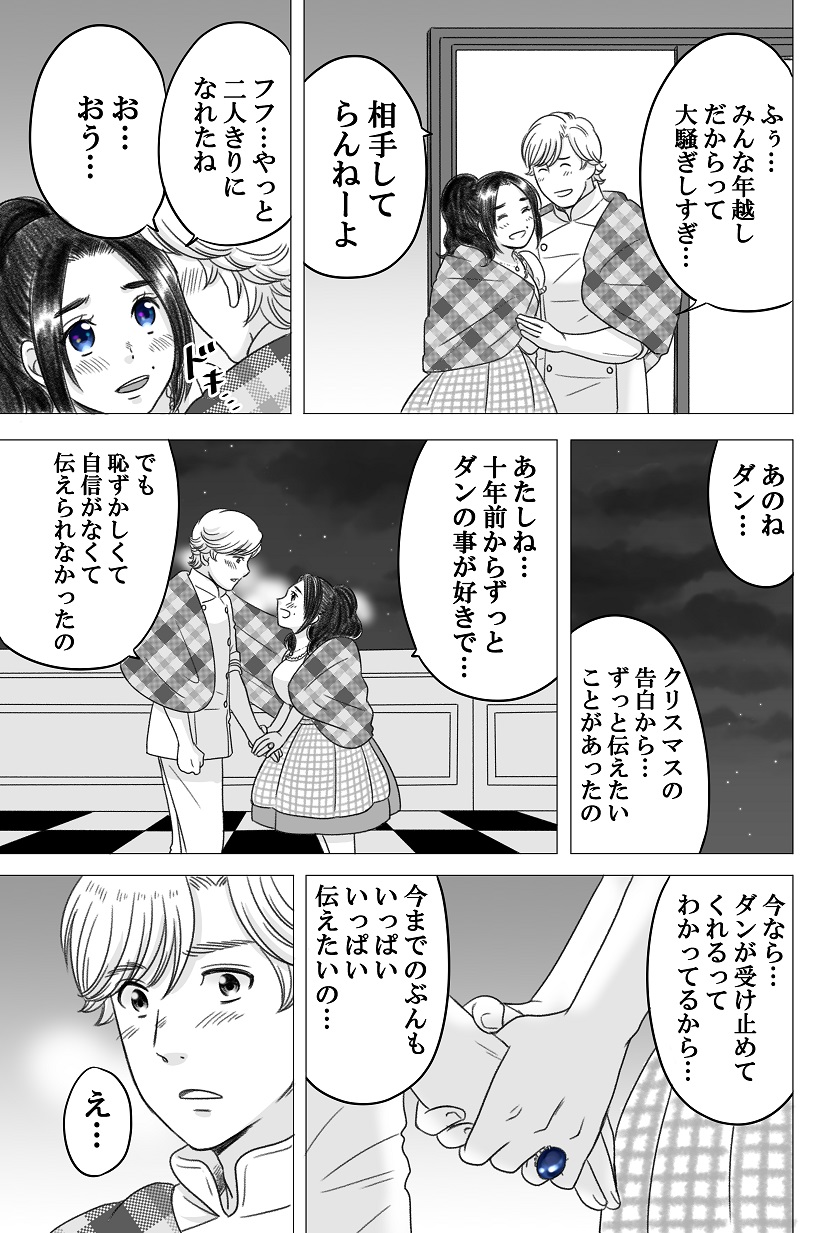 ふぅ…
みんな年越し
だからって
大騒ぎしすぎ…
相手して
らんねーよ
フフ…やっと
二人きりに
なれたね
お…
おう…
ドキ…
あのね
ダン…
クリスマスの
告白から…
ずっと伝えたい
ことがあったの
あたしね…
十年前からずっと
ダンの事が好きで…
でも
恥ずかしくて
自信がなくて
伝えられなかったの
今なら…
ダンが受け止めて
くれるって
わかってるから…
今までのぶんも
いっぱい
いっぱい
伝えたいの…
え…